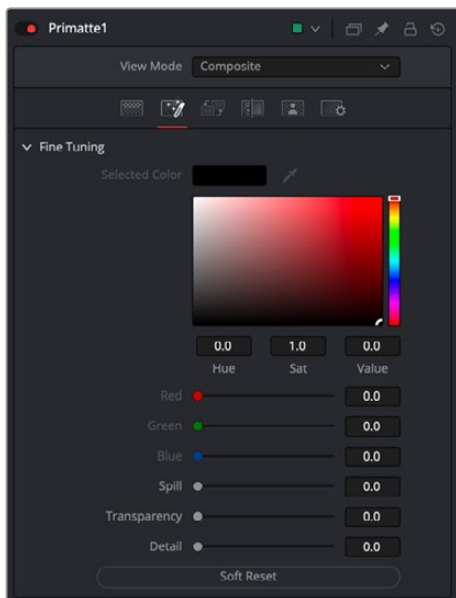 Primatte1
View Mode Composite
Fine Tuning
Selected Color
0.0 1.0 0.0
Hue Sat Value
Red 0.0
Green 0.0
Blue 0.0
Spill 0.0
Transparency 0.0
Detail 0.0
Soft Reset